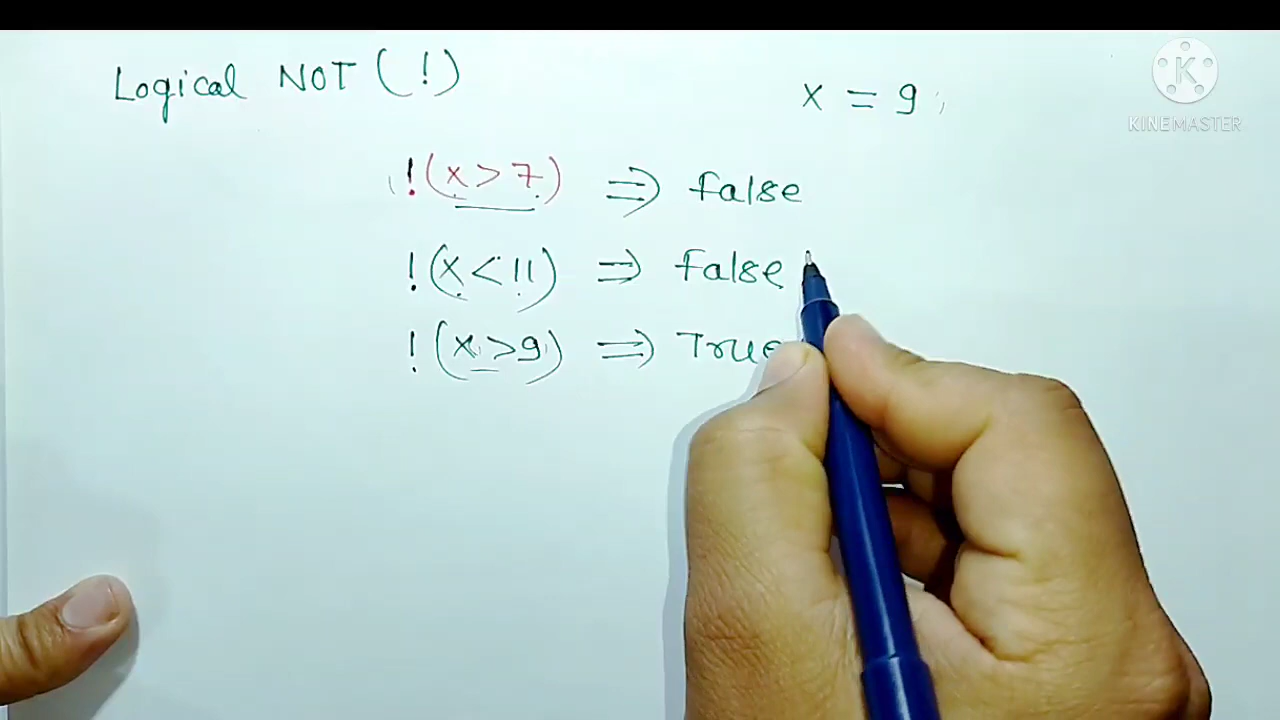 Logical NOT (!)
x = 9;
K
KINEMASTER
!(x>7) => false
!(x<11) => false
!(x>9) => True